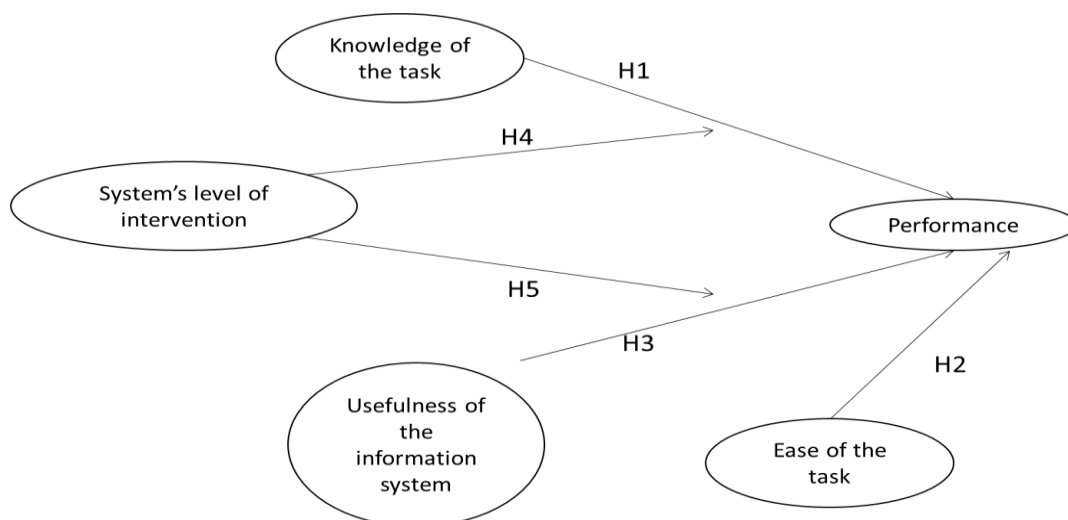 Knowledge of
the task
H1
H4
System’s level of
intervention
Performance
H5
H3
H2
Usefulness of
the
information
system
Ease of the
task